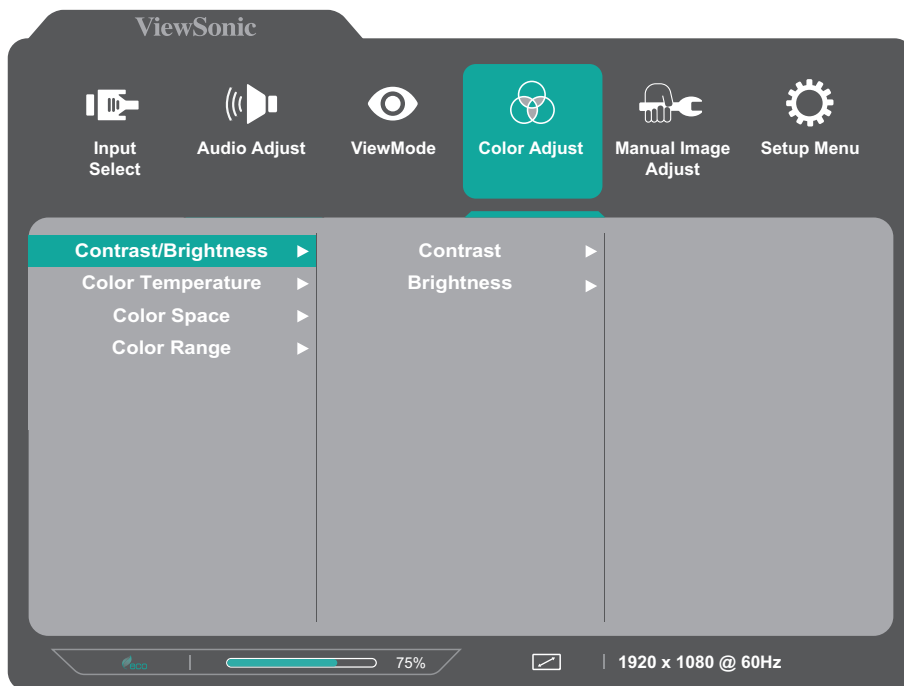 ViewSonic
Input
Select
Audio Adjust
ViewMode
Color Adjust
Manual Image
Adjust
Setup Menu
Contrast/Brightness
Color Temperature
Color Space
Color Range
Contrast
Brightness
eco
75%
1920 x 1080 @ 60Hz